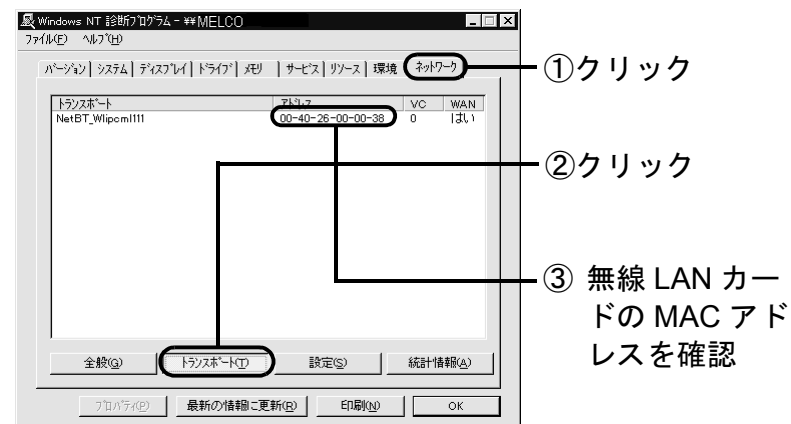 Windows NT 診断プログラム - ¥¥MELCO
ファイル(F) ヘルプ(H)
バージョン システム ディスプレイ ドライブ メモリ サービス リソース 環境 ネットワーク
①クリック
トランスポート アドレス VC WAN
NetBT_Wlipcml111 00-40-26-00-00-38 0 はい
②クリック
③ 無線 LAN カー
ドの MAC アド
レスを確認
全般(G) トランスポート(T) 設定(S) 統計情報(A)
プロパティ(P) 最新の情報に更新(R) 印刷(N) OK